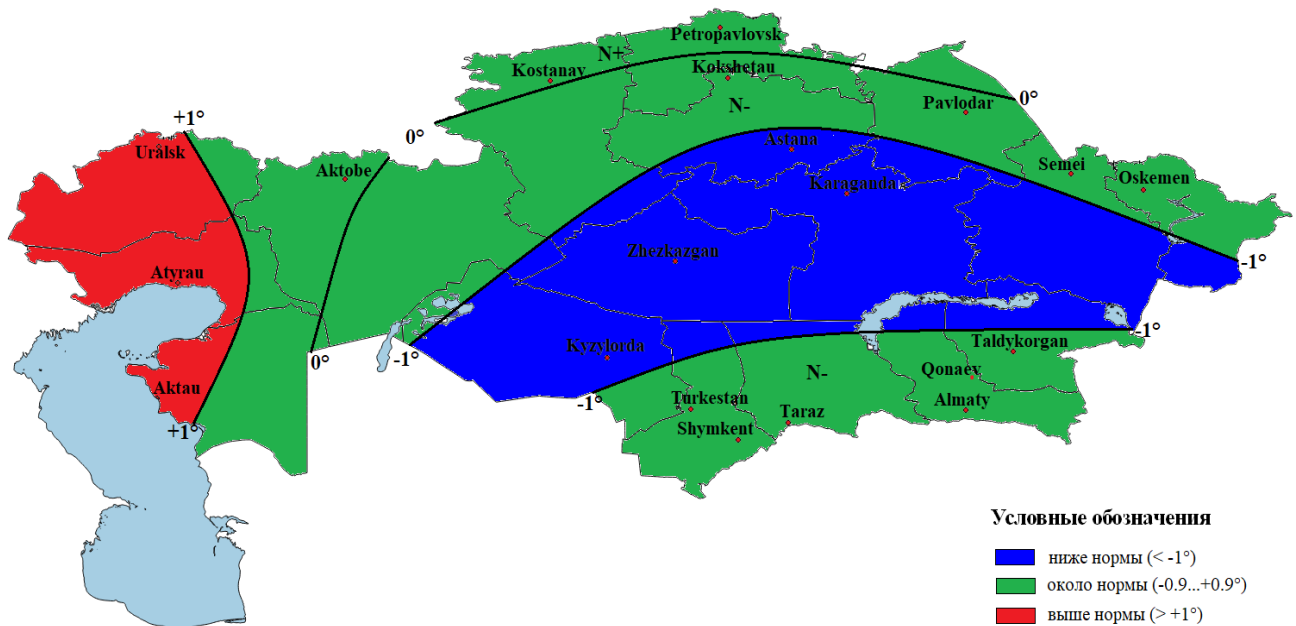 Petropavlovsk
N+
Kostanay
Kokshetau
0°
N-
Pavlodar
+1°
0°
Urålsk
Astana
Aktobe
Semei
Oskemen
Karaganda
Zhezkazgan
-1°
Atyrau
-1°
Taldykorgan
Kyzylorda
-1°
0°
N-
Qonaev
Aktau
-1°
Turkestan
Taraz
Almaty
+1°
Shymkent
Условные обозначения
ниже нормы (< -1°)
около нормы (-0.9...+0.9°)
выше нормы (> +1°)